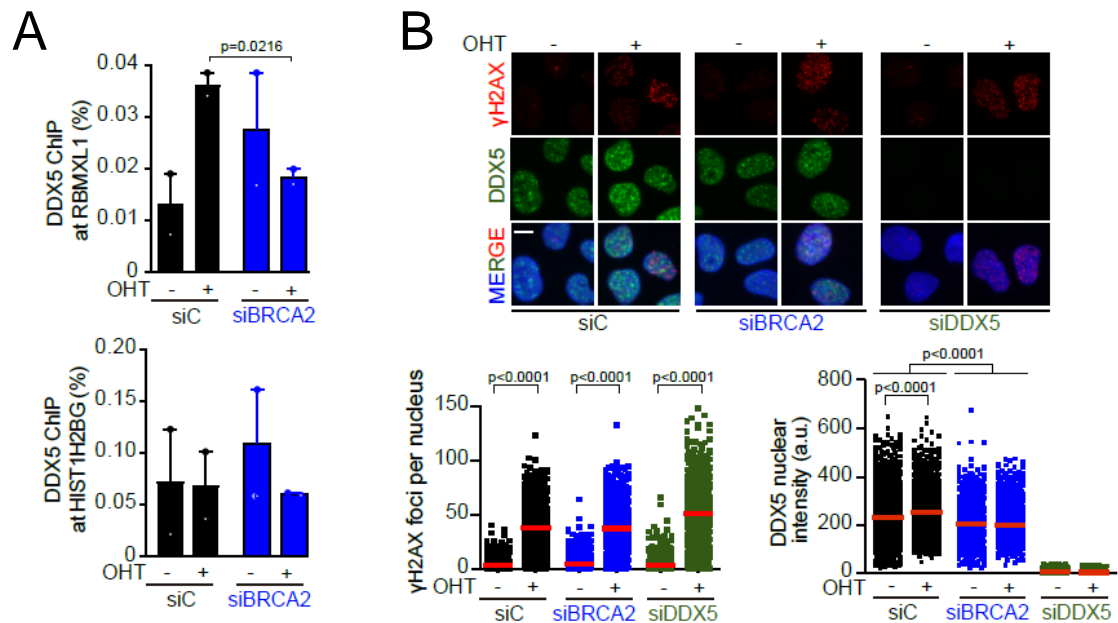 A
p=0.0216
DDX5 ChIP
at RBMXL1 (%)
0.04
0.03
0.02
0.01
0
OHT - + - +
siC siBRCA2
DDX5 ChIP
at HIST1H2BG (%)
0.20
0.15
0.10
0.05
0
OHT - + - +
siC siBRCA2
B
OHT - + - + - +
γH2AX
DDX5
MERGE
siC siBRCA2 siDDX5
γH2AX foci per nucleus
p<0.0001 p<0.0001 p<0.0001
150
100
50
0
OHT - + - + - +
siC siBRCA2 siDDX5
DDX5 nuclear
intensity (a.u.)
p<0.0001
p<0.0001
800
600
400
200
0
OHT - + - + - +
siC siBRCA2 siDDX5